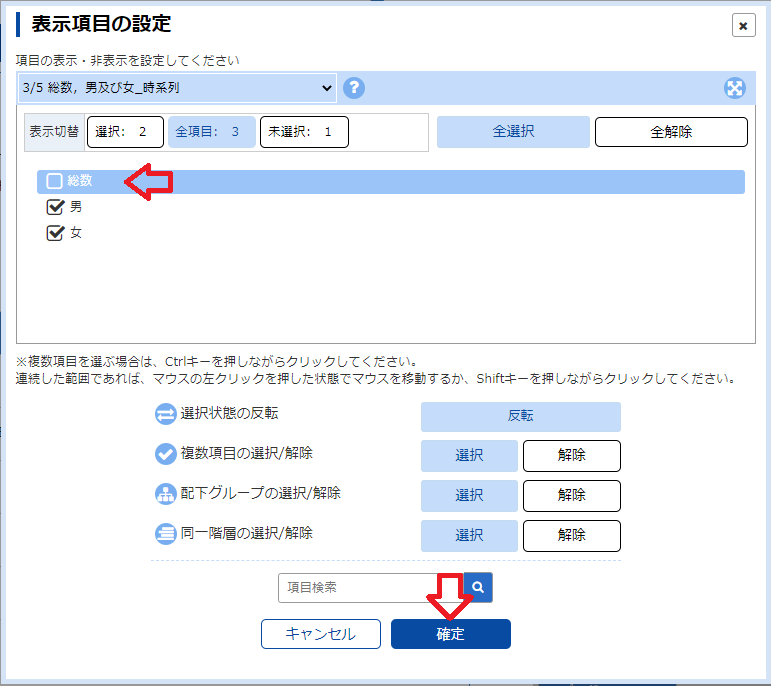 表示項目の設定
項目の表示・非表示を設定してください
3/5 総数，男及び女_時系列
?
表示切替 選択: 2 全項目: 3 未選択: 1 全選択 全解除
総数
男
女
※複数項目を選ぶ場合は、Ctrlキーを押しながらクリックしてください。
連続した範囲であれば、マウスの左クリックを押した状態でマウスを移動するか、Shiftキーを押しながらクリックしてください。
選択状態の反転 反転
複数項目の選択/解除 選択 解除
配下グループの選択/解除 選択 解除
同一階層の選択/解除 選択 解除
項目検索
キャンセル 確定